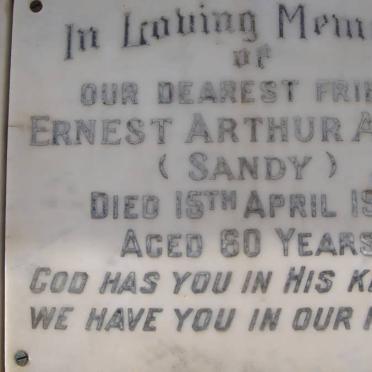 In Loving Mem
of
OUR DEAREST FRI
ERNEST ARTHUR A
( SANDY )
DIED 15TH APRIL 19
AGED 60 YEARS
GOD HAS YOU IN HIS K
WE HAVE YOU IN OUR